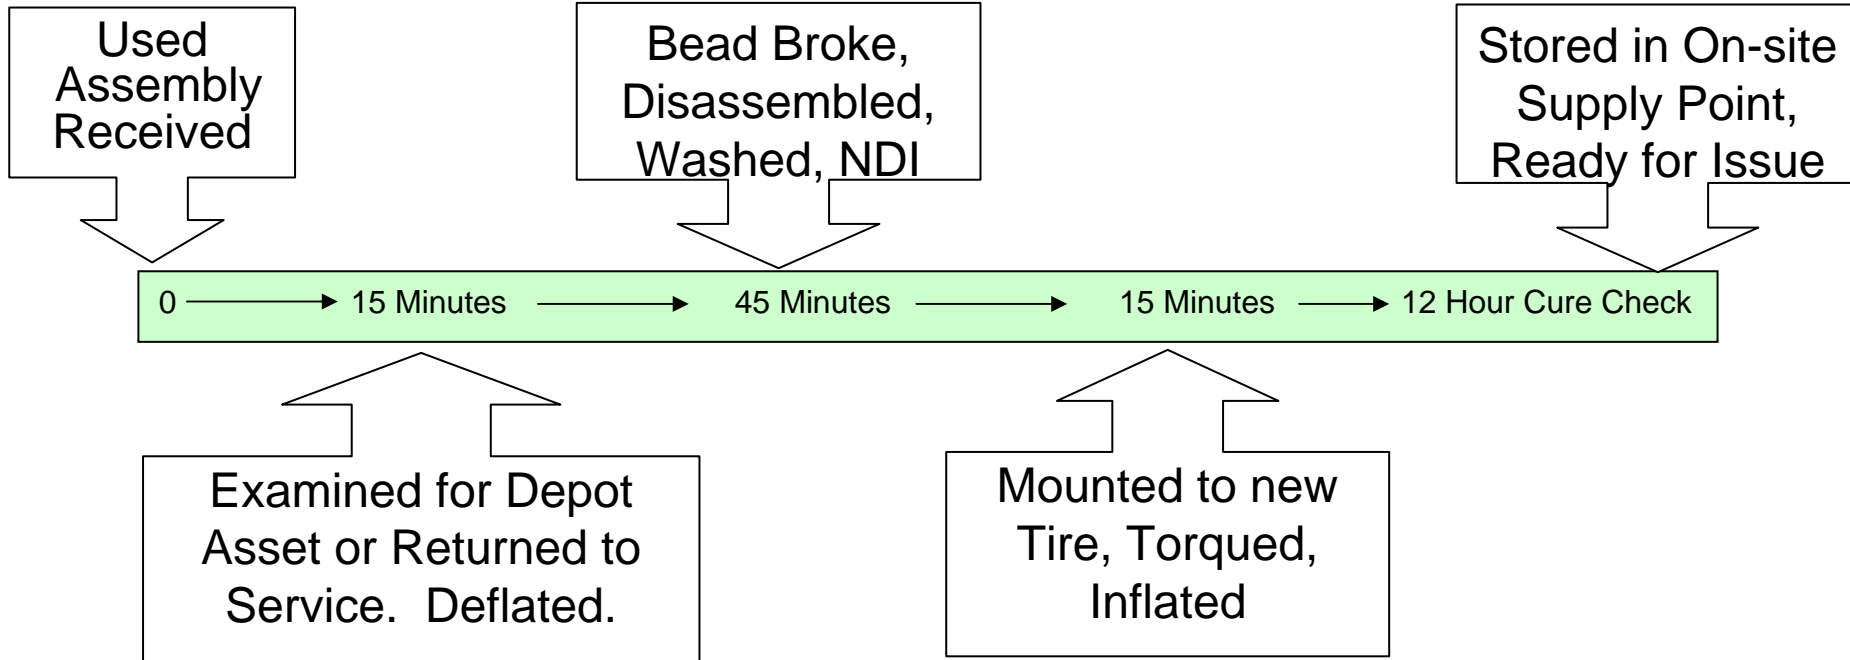 Used
Assembly
Received
Bead Broke,
Disassembled,
Washed, NDI
Stored in On-site
Supply Point,
Ready for Issue
0 15 Minutes 45 Minutes 15 Minutes 12 Hour Cure Check
Examined for Depot
Asset or Returned to
Service. Deflated.
Mounted to new
Tire, Torqued,
Inflated